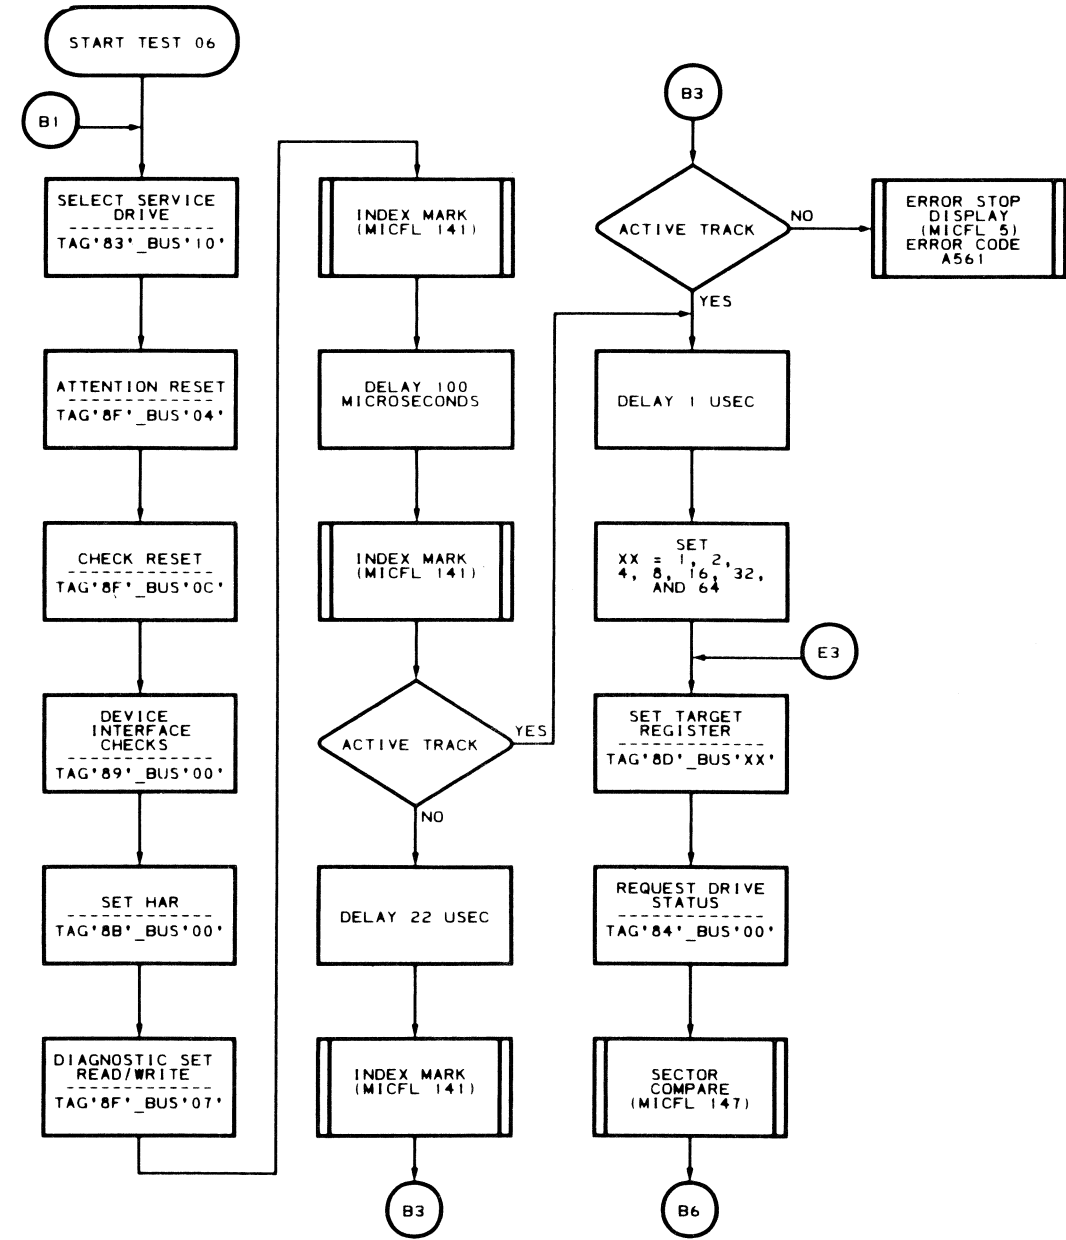 START TEST 06
B1
SELECT SERVICE
DRIVE
TAG'83'_BUS'10'
ATTENTION RESET
TAG'8F'_BUS'04'
CHECK RESET
TAG'8F'_BUS'0C'
DEVICE
INTERFACE
CHECKS
TAG'89'_BUS'00'
SET HAR
TAG'8B'_BUS'00'
DIAGNOSTIC SET
READ/WRITE
TAG'8F'_BUS'07'
INDEX MARK
(MICFL 141)
DELAY 100
MICROSECONDS
INDEX MARK
(MICFL 141)
ACTIVE TRACK
YES
NO
DELAY 22 USEC
INDEX MARK
(MICFL 141)
B3
B3
ACTIVE TRACK
NO
YES
ERROR STOP
DISPLAY
(MICFL 5)
ERROR CODE
A561
DELAY 1 USEC
SET
XX = 1, 2,
4, 8, 16, 32,
AND 64
E3
SET TARGET
REGISTER
TAG'8D'_BUS'XX'
REQUEST DRIVE
STATUS
TAG'84'_BUS'00'
SECTOR
COMPARE
(MICFL 147)
B6